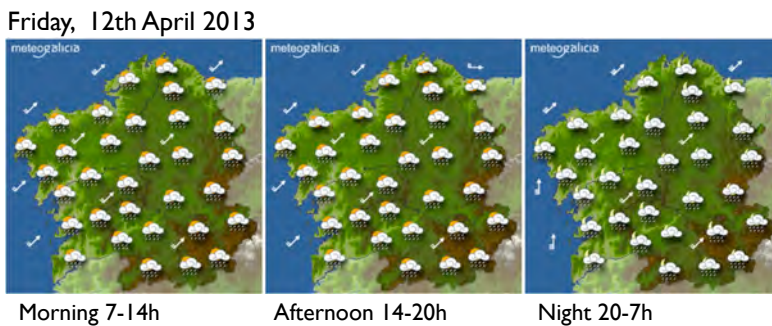 Friday, 12th April 2013
meteogalicia
meteogalicia
meteogalicia
Morning 7-14h
Afternoon 14-20h
Night 20-7h